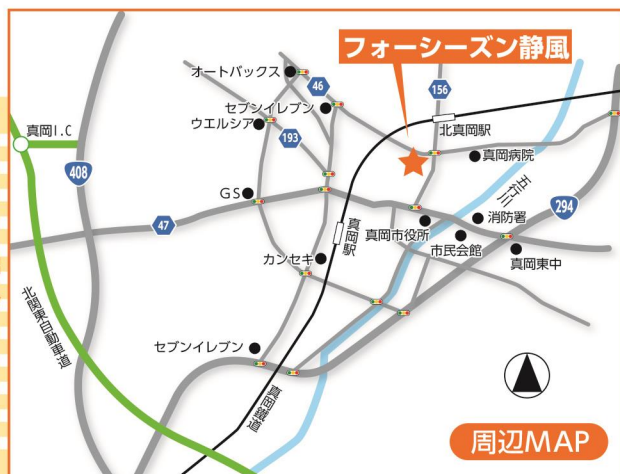 フォーシーズン静風
オートバックス
46
156
セブンイレブン
ウエルシア
北真岡駅
真岡I.C
193
真岡病院
408
五行川
GS
294
消防署
47
真岡駅
真岡市役所
市民会館
カンセキ
真岡東中
北関東自動車道
セブンイレブン
真岡鐵道
周辺MAP